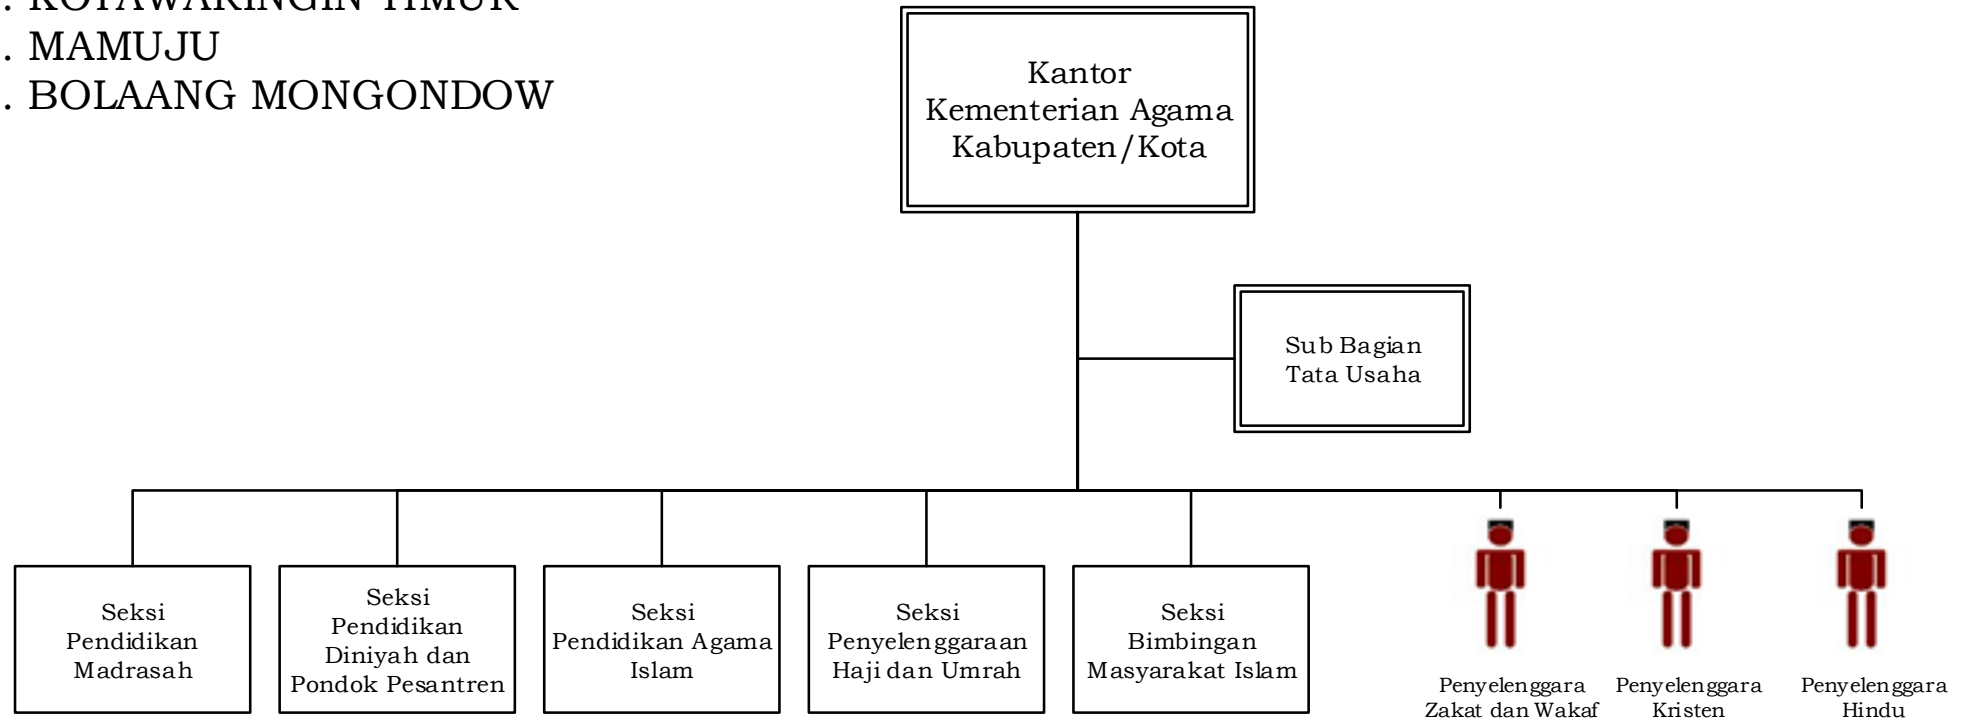 . KOTAWARINGIN TIMUR
. MAMUJU
. BOLAANG MONGONDOW
Kantor
Kementerian Agama
Kabupaten/Kota
Sub Bagian
Tata Usaha
Seksi
Pendidikan
Madrasah
Seksi
Pendidikan
Diniyah dan
Pondok Pesantren
Seksi
Pendidikan Agama
Islam
Seksi
Penyelenggaraan
Haji dan Umrah
Seksi
Bimbingan
Masyarakat Islam
Penyelenggara
Zakat dan Wakaf
Penyelenggara
Kristen
Penyelenggara
Hindu